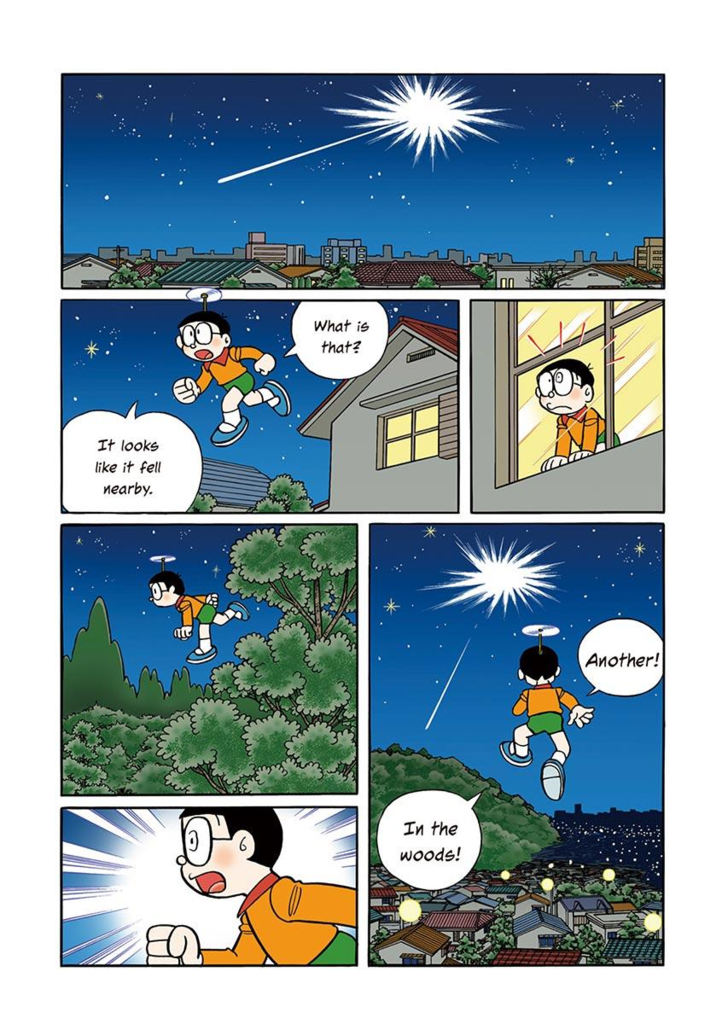 What is
that?
It looks
like it fell
nearby.
Another!
In the
woods!